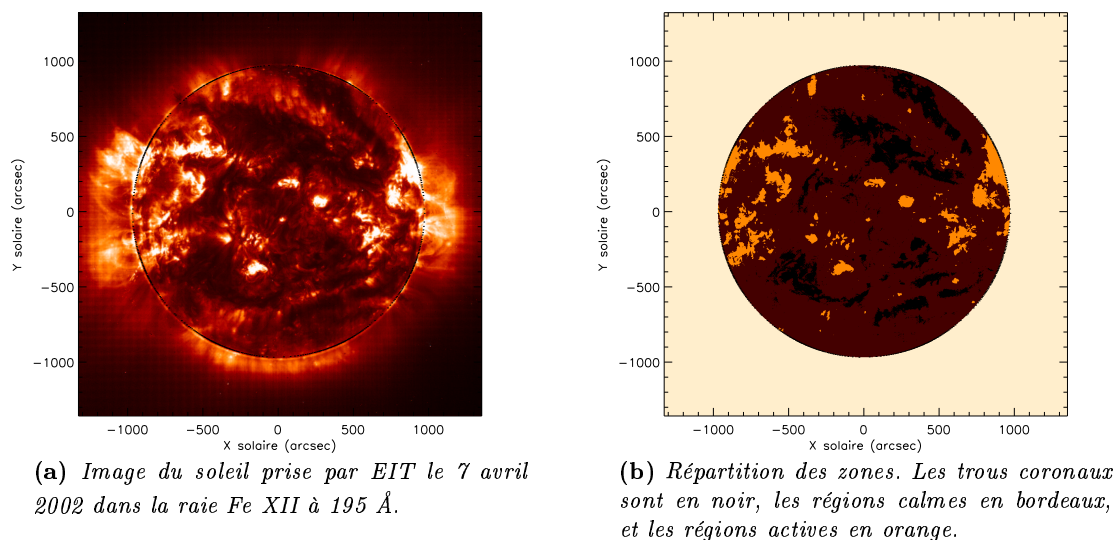 1000
500
0
−500
−1000
Y solaire (arcsec)
−1000 −500 0 500 1000
X solaire (arcsec)
(a) Image du soleil prise par EIT le 7 avril
2002 dans la raie Fe XII à 195 Å.
1000
500
0
−500
−1000
Y solaire (arcsec)
−1000 −500 0 500 1000
X solaire (arcsec)
(b) Répartition des zones. Les trous coronaux
sont en noir, les régions calmes en bordeaux,
et les régions actives en orange.